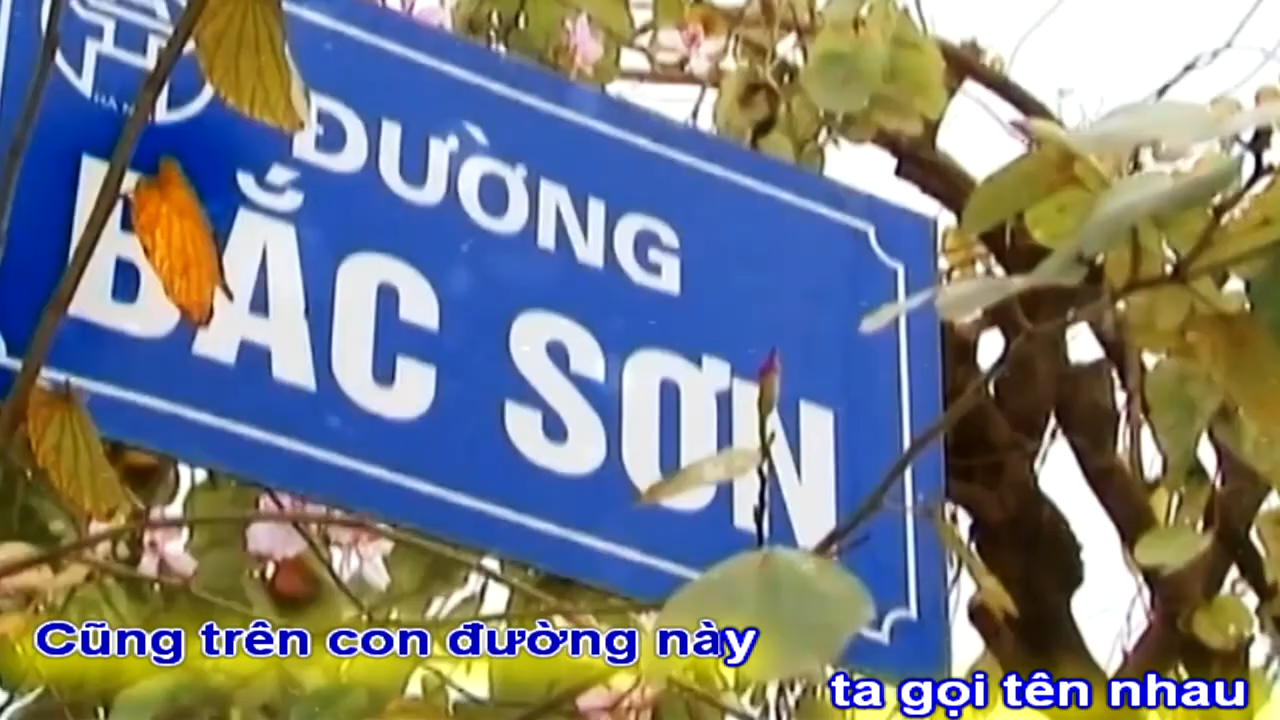 ĐƯỜNG
BẮC SƠN
Cũng trên con đường này
ta gọi tên nhau